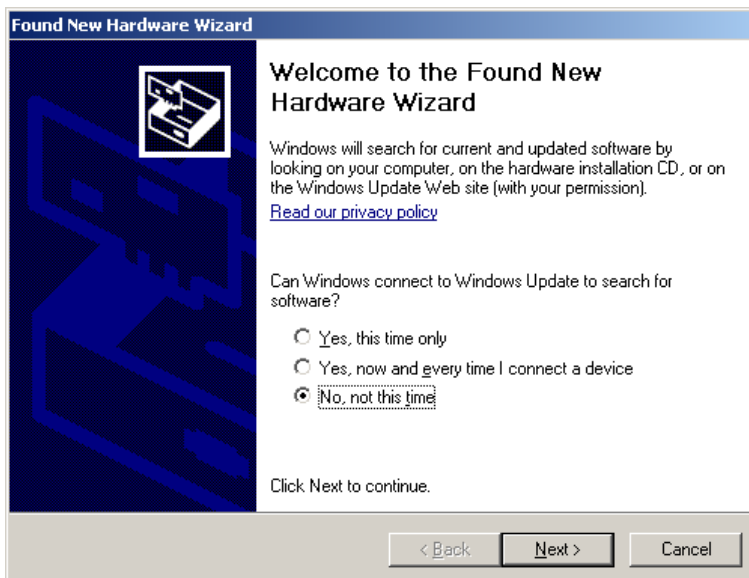 Found New Hardware Wizard
Welcome to the Found New
Hardware Wizard
Windows will search for current and updated software by
looking on your computer, on the hardware installation CD, or on
the Windows Update Web site (with your permission).
Read our privacy policy
Can Windows connect to Windows Update to search for
software?
Yes, this time only
Yes, now and every time I connect a device
No, not this time
Click Next to continue.
< Back
Next >
Cancel